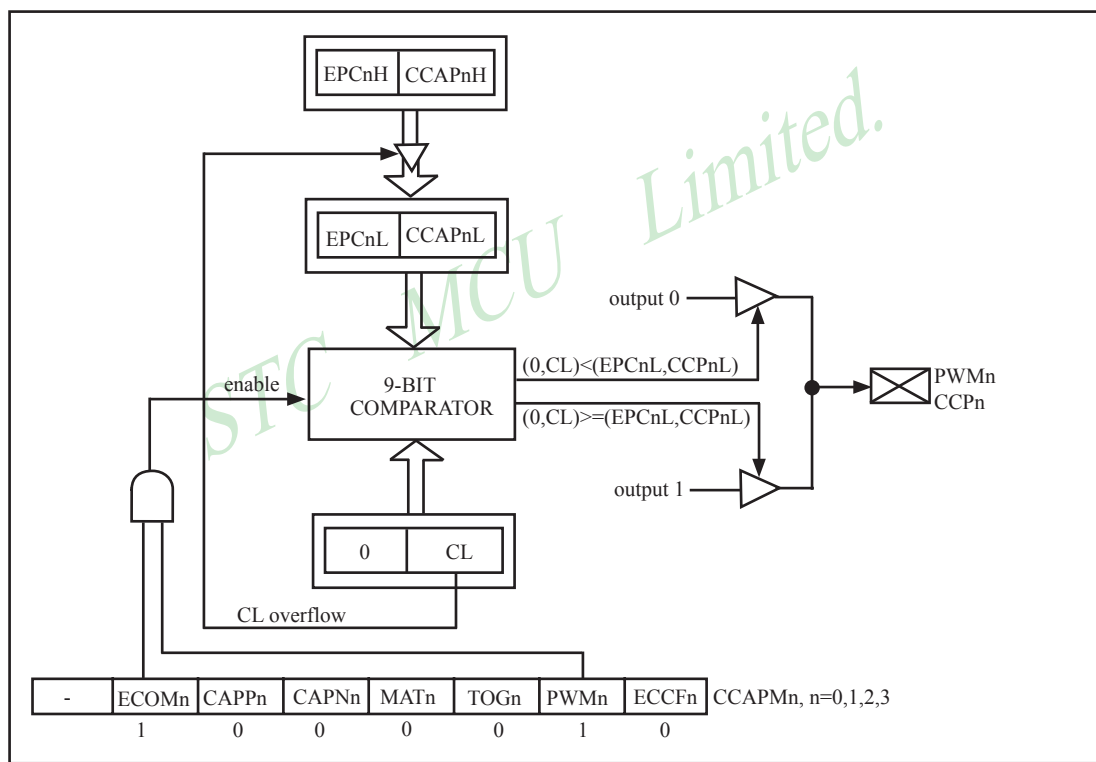 EPCnH CCAPnH
EPCnL CCAPnL
output 0
(0,CL)<(EPCnL,CCPnL)
enable
9-BIT
COMPARATOR
PWMn
CCPn
(0,CL)>=(EPCnL,CCPnL)
output 1
0 CL
CL overflow
- ECOMn CAPPn CAPNn MATn TOGn PWMn ECCFn CCAPMn, n=0,1,2,3
1 0 0 0 0 1 0
STC MCU Limited.